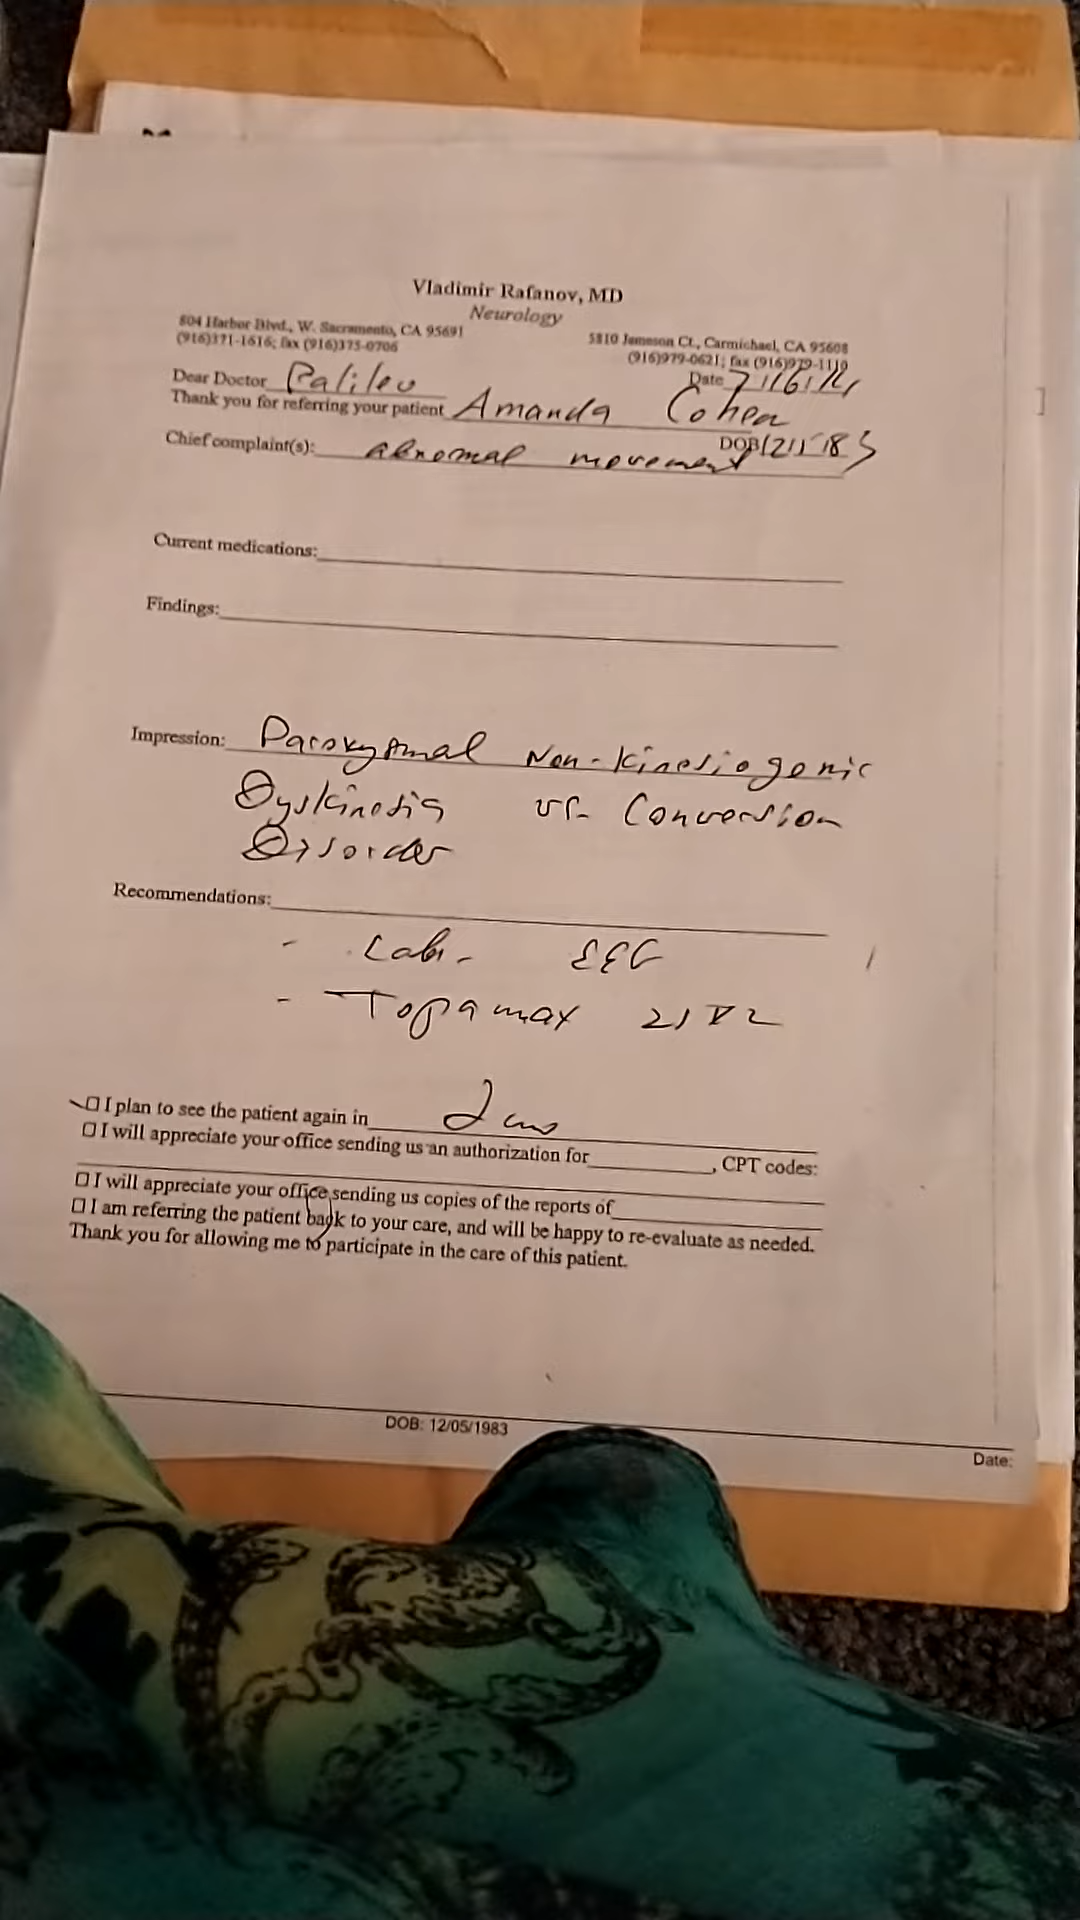 Vladimir Rafanov, MD
Neurology
804 Harbor Blvd., W. Sacramento, CA 95691
(916)371-1616; fax (916)375-0706
5810 Jameson Ct., Carmichael, CA 95608
(916)979-0621; fax (916)979-1110
Dear Doctor Palileo Date
Thank you for referring your patient Amanda Cohen
Chief complaint(s): abnormal movement DOB 12/5/83
Current medications:
Findings:
Impression: Paroxysmal Non-kinesiogenic
Dyskinesia vs. Conversion
Disorder
Recommendations:
- Labs EEG
- Topamax
☐ I plan to see the patient again in
☐ I will appreciate your office sending us an authorization for , CPT codes:
☐ I will appreciate your office sending us copies of the reports of
☐ I am referring the patient back to your care, and will be happy to re-evaluate as needed.
Thank you for allowing me to participate in the care of this patient.
DOB: 12/05/1983
Date: